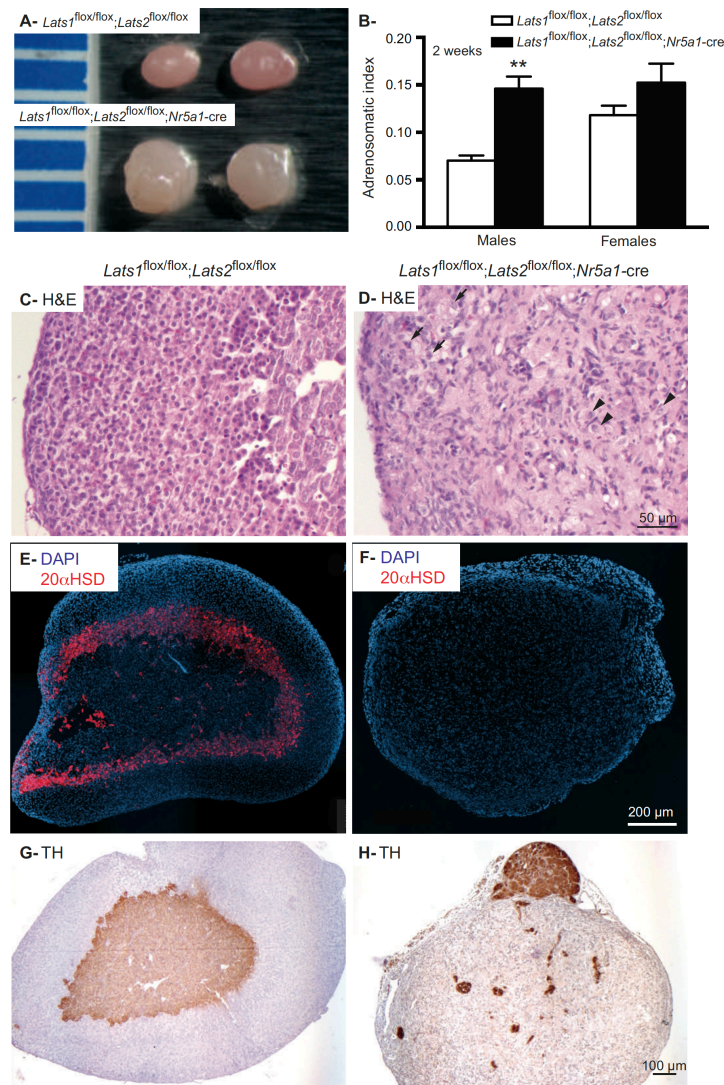 A- Lats1flox/flox;Lats2flox/flox
Lats1flox/flox;Lats2flox/flox;Nr5a1-cre
B-
Lats1flox/flox;Lats2flox/flox
Lats1flox/flox;Lats2flox/flox;Nr5a1-cre
2 weeks
**
Adrenosomatic index
0.20
0.15
0.10
0.05
0.00
Males
Females
Lats1flox/flox;Lats2flox/flox
Lats1flox/flox;Lats2flox/flox;Nr5a1-cre
C- H&E
D- H&E
50 µm
E- DAPI
20αHSD
F- DAPI
20αHSD
200 µm
G- TH
H- TH
100 µm